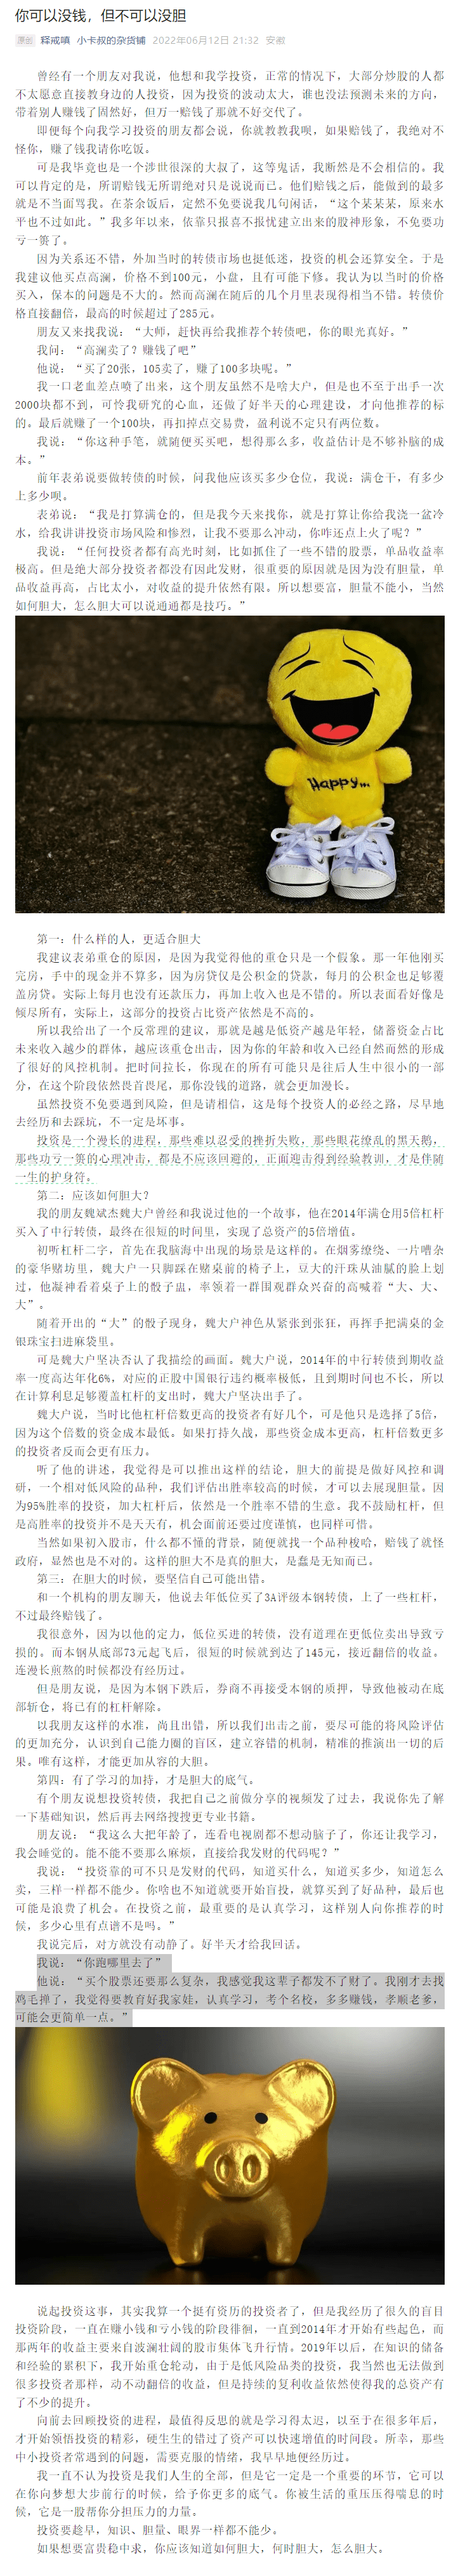 你可以没钱，但不可以没胆
原创 释戒嗔 小卡叔的杂货铺 2022年06月12日 21:32 安徽
曾经有一个朋友对我说，他想和我学投资，正常的情况下，大部分炒股的人都
不太愿意直接教身边的人投资，因为投资的波动太大，谁也没法预测未来的方向，
带着别人赚钱了固然好，但万一赔钱了那就不好交代了。
即便每个向我学习投资的朋友都会说，你就教教我呗，如果赔钱了，我绝对不
怪你，赚了钱我请你吃饭。
可是我毕竟也是一个涉世很深的大叔了，这等鬼话，我断然是不会相信的。我
可以肯定的是，所谓赔钱无所谓绝对只是说说而已。他们赔钱之后，能做到的最多
就是不当面骂我。在茶余饭后，定然不免要说我几句闲话，“这个某某某，原来水
平也不过如此。”我多年以来，依靠只报喜不报忧建立出来的股神形象，不免要功
亏一篑了。
因为关系还不错，外加当时的转债市场也挺低迷，投资的机会还算安全。于是
我建议他买点高澜，价格不到100元，小盘，且有可能下修。我认为以当时的价格
买入，保本的问题是不大的。然而高澜在随后的几个月里表现得相当不错。转债价
格直接翻倍，最高的时候超过了285元。
朋友又来找我说：“大师，赶快再给我推荐个转债吧，你的眼光真好。”
我问：“高澜卖了？赚钱了吧”
他说：“买了20张，105卖了，赚了100多块呢。”
我一口老血差点喷了出来，这个朋友虽然不是啥大户，但是也不至于出手一次
2000块都不到，可怜我研究的心血，还做了好半天的心理建设，才向他推荐的标
的。最后就赚了一个100块，再扣掉点交易费，盈利说不定只有两位数。
我说：“你这种手笔，就随便买买吧，想得那么多，收益估计是不够补脑的成
本。”
前年表弟说要做转债的时候，问我他应该买多少仓位，我说：满仓干，有多少
上多少呗。
表弟说：“我是打算满仓的，但是我今天来找你，就是打算让你给我浇一盆冷
水，给我讲讲投资市场风险和惨烈，让我不要那么冲动，你咋还点上火了呢？”
我说：“任何投资者都有高光时刻，比如抓住了一些不错的股票，单品收益率
极高。但是绝大部分投资者都没有因此发财，很重要的原因就是因为没有胆量，单
品收益再高，占比太小，对收益的提升依然有限。所以想要富，胆量不能小，当然
如何胆大，怎么胆大可以说通通都是技巧。”
Happy...
第一：什么样的人，更适合胆大
我建议表弟重仓的原因，是因为我觉得他的重仓只是一个假象。那一年他刚买
完房，手中的现金并不算多，因为房贷仅是公积金的贷款，每月的公积金也足够覆
盖房贷。实际上每月也没有还款压力，再加上收入也是不错的。所以表面看好像是
倾尽所有，实际上，这部分的投资占比资产依然是不高的。
所以我给出了一个反常理的建议，那就是越是低资产越是年轻，储蓄资金占比
未来收入越少的群体，越应该重仓出击，因为你的年龄和收入已经自然而然的形成
了很好的风控机制。把时间拉长，你现在的所有可能只是往后人生中很小的一部
分，在这个阶段依然畏首畏尾，那你没钱的道路，就会更加漫长。
虽然投资不免要遇到风险，但是请相信，这是每个投资人的必经之路，尽早地
去经历和去踩坑，不一定是坏事。
投资是一个漫长的进程，那些难以忍受的挫折失败，那些眼花缭乱的黑天鹅，
那些功亏一篑的心理冲击，都是不应该回避的，正面迎击得到经验教训，才是伴随
一生的护身符。
第二：应该如何胆大？
我的朋友魏斌杰魏大户曾经和我说过他的一个故事，他在2014年满仓用5倍杠杆
买入了中行转债，最终在很短的时间里，实现了总资产的5倍增值。
初听杠杆二字，首先在我脑海中出现的场景是这样的。在烟雾缭绕、一片嘈杂
的豪华赌坊里，魏大户一只脚踩在赌桌前的椅子上，豆大的汗珠从油腻的脸上划
过，他凝神看着桌子上的骰子盅，率领着一群围观群众兴奋的高喊着“大、大、
大”。
随着开出的“大”的骰子现身，魏大户神色从紧张到张狂，再挥手把满桌的金
银珠宝扫进麻袋里。
可是魏大户坚决否认了我描绘的画面。魏大户说，2014年的中行转债到期收益
率一度高达年化6%，对应的正股中国银行违约概率极低，且到期时间也不长，所以
在计算利息足够覆盖杠杆的支出时，魏大户坚决出手了。
魏大户说，当时比他杠杆倍数更高的投资者有好几个，可是他只是选择了5倍，
因为这个倍数的资金成本最低。如果打持久战，那些资金成本更高，杠杆倍数更多
的投资者反而会更有压力。
听了他的讲述，我觉得是可以推出这样的结论，胆大的前提是做好风控和调
研，一个相对低风险的品种，我们评估出胜率较高的时候，才可以去展现胆量。因
为95%胜率的投资，加大杠杆后，依然是一个胜率不错的生意。我不鼓励杠杆，但
是高胜率的投资并不是天天有，机会面前还要过度谨慎，也同样可惜。
当然如果初入股市，什么都不懂的背景，随便就找一个品种梭哈，赔钱了就怪
政府，显然也是不对的。这样的胆大不是真的胆大，是蠢是无知而已。
第三：在胆大的时候，要坚信自己可能出错。
和一个机构的朋友聊天，他说去年低位买了3A评级本钢转债，上了一些杠杆，
不过最终赔钱了。
我很意外，因为以他的定力，低位买进的转债，没有道理在更低位卖出导致亏
损的。而本钢从底部73元起飞后，很短的时候就到达了145元，接近翻倍的收益。
连漫长煎熬的时候都没有经历过。
但是朋友说，是因为本钢下跌后，券商不再接受本钢的质押，导致他被动在底
部斩仓，将已有的杠杆解除。
以我朋友这样的水准，尚且出错，所以我们出击之前，要尽可能的将风险评估
的更加充分，认识到自己能力圈的盲区，建立容错的机制，精准的推演出一切的后
果。唯有这样，才能更加从容的大胆。
第四：有了学习的加持，才是胆大的底气。
有个朋友说想投资转债，我把自己之前做分享的视频发了过去，我说你先了解
一下基础知识，然后再去网络搜搜更专业书籍。
朋友说：“我这么大把年龄了，连看电视剧都不想动脑子了，你还让我学习，
我会睡觉的。能不能不要那么麻烦，直接给我发财的代码呢？”
我说：“投资靠的可不只是发财的代码，知道买什么，知道买多少，知道怎么
卖，三样一样都不能少。你啥也不知道就要开始盲投，就算买到了好品种，最后也
可能是浪费了机会。在投资之前，最重要的是认真学习，这样别人向你推荐的时
候，多少心里有点谱不是吗。”
我说完后，对方就没有动静了。好半天才给我回话。
我说：“你跑哪里去了”
他说：“买个股票还要那么复杂，我感觉我这辈子都发不了财了。我刚才去找
鸡毛掸了，我觉得要教育好我家娃，认真学习，考个名校，多多赚钱，孝顺老爹，
可能会更简单一点。”
说起投资这事，其实我算一个挺有资历的投资者了，但是我经历了很久的盲目
投资阶段，一直在赚小钱和亏小钱的阶段徘徊，一直到2014年才开始有些起色，而
那两年的收益主要来自波澜壮阔的股市集体飞升行情。2019年以后，在知识的储备
和经验的累积下，我开始重仓轮动，由于是低风险品类的投资，我当然也无法做到
很多投资者那样，动不动翻倍的收益，但是持续的复利收益依然使得我的总资产有
了不少的提升。
向前去回顾投资的进程，最值得反思的就是学习得太迟，以至于在很多年后，
才开始领悟投资的精彩，硬生生的错过了资产可以快速增值的时间段。所幸，那些
中小投资者常遇到的问题，需要克服的情绪，我早早地便经历过。
我一直不认为投资是我们人生的全部，但是它一定是一个重要的环节，它可以
在你向梦想大步前行的时候，给予你更多的底气。你被生活的重压压得喘息的时
候，它是一股帮你分担压力的力量。
投资要趁早，知识、胆量、眼界一样都不能少。
如果想要富贵稳中求，你应该知道如何胆大，何时胆大，怎么胆大。